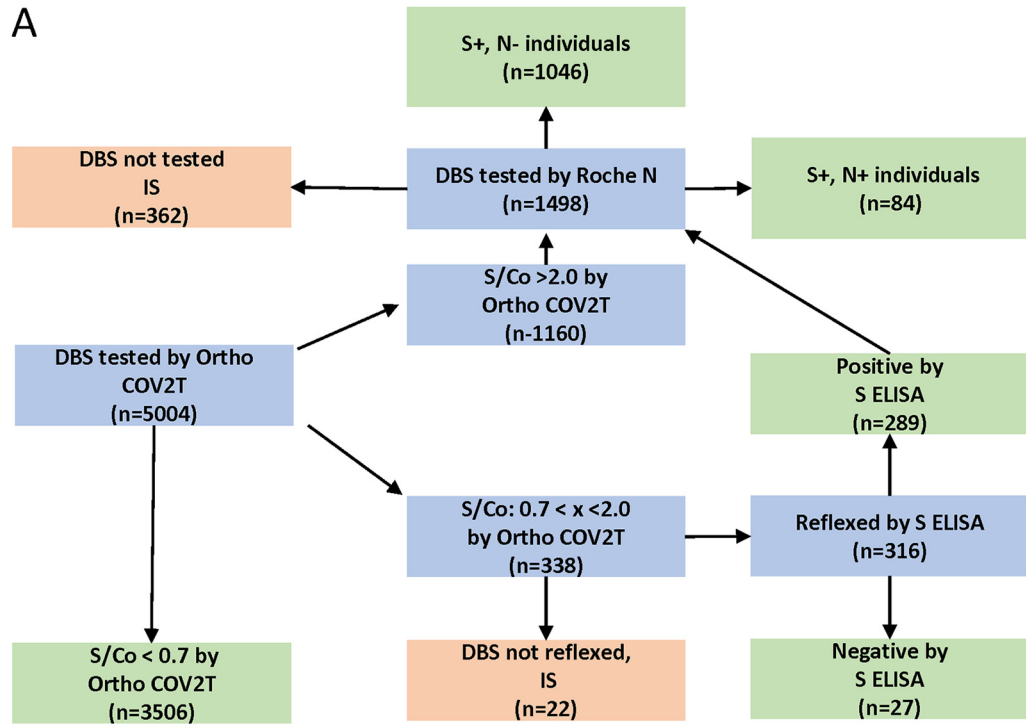 A
S+, N- individuals
(n=1046)
DBS not tested
IS
(n=362)
DBS tested by Roche N
(n=1498)
S+, N+ individuals
(n=84)
S/Co >2.0 by
Ortho COV2T
(n-1160)
DBS tested by Ortho
COV2T
(n=5004)
Positive by
S ELISA
(n=289)
S/Co: 0.7 < x <2.0
by Ortho COV2T
(n=338)
Reflexed by S ELISA
(n=316)
S/Co < 0.7 by
Ortho COV2T
(n=3506)
DBS not reflexed,
IS
(n=22)
Negative by
S ELISA
(n=27)